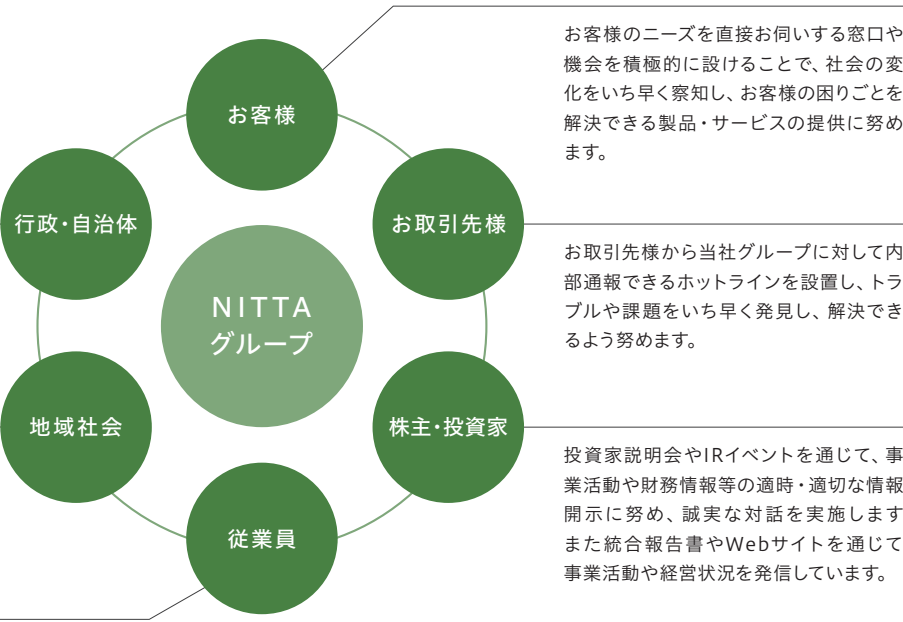 お客様
行政・自治体
お取引先様
NITTA
グループ
地域社会
株主・投資家
従業員
お客様のニーズを直接お伺いする窓口や
機会を積極的に設けることで、社会の変
化をいち早く察知し、お客様の困りごとを
解決できる製品・サービスの提供に努め
ます。
お取引先様から当社グループに対して内
部通報できるホットラインを設置し、トラ
ブルや課題をいち早く発見し、解決でき
るよう努めます。
投資家説明会やIRイベントを通じて、事
業活動や財務情報等の適時・適切な情報
開示に努め、誠実な対話を実施します
また統合報告書やWebサイトを通じて
事業活動や経営状況を発信しています。